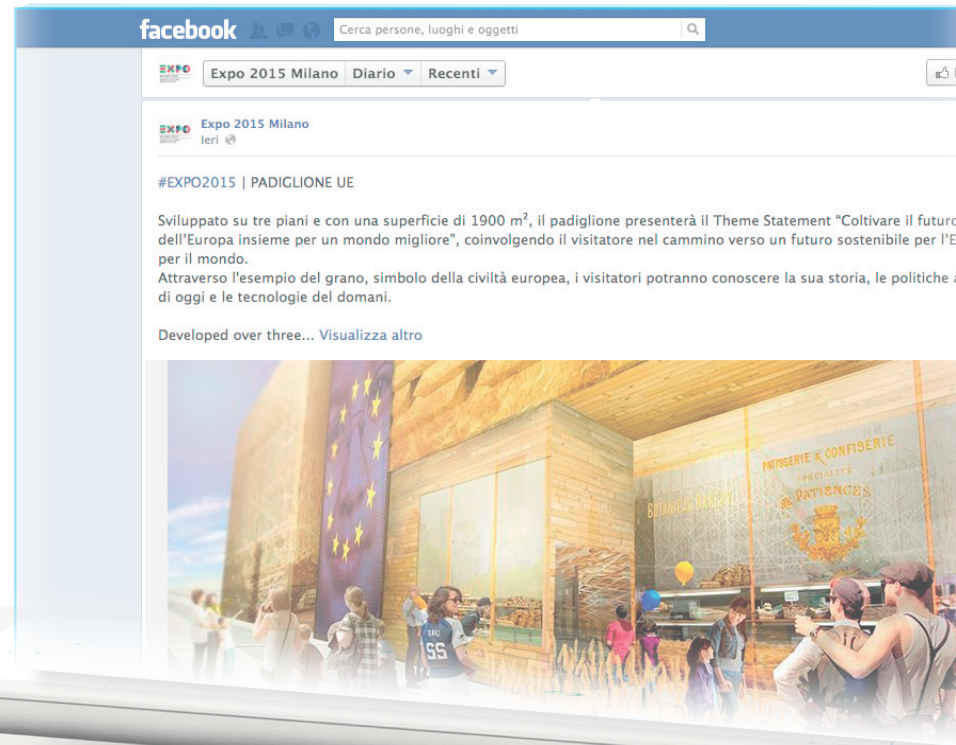 facebook
Cerca persone, luoghi e oggetti
EXPO
Expo 2015 Milano Diario Recenti
EXPO
Expo 2015 Milano
Ieri
#EXPO2015 | PADIGLIONE UE
Sviluppato su tre piani e con una superficie di 1900 m², il padiglione presenterà il Theme Statement “Coltivare il futuro
dell'Europa insieme per un mondo migliore”, coinvolgendo il visitatore nel cammino verso un futuro sostenibile per l'E
per il mondo.
Attraverso l'esempio del grano, simbolo della civiltà europea, i visitatori potranno conoscere la sua storia, le politiche a
di oggi e le tecnologie del domani.
Developed over three... Visualizza altro
PATISSERIE & CONFISERIE
SPECIALITÉ
DE PATIENCES
BOTANICAL BAKERY
55